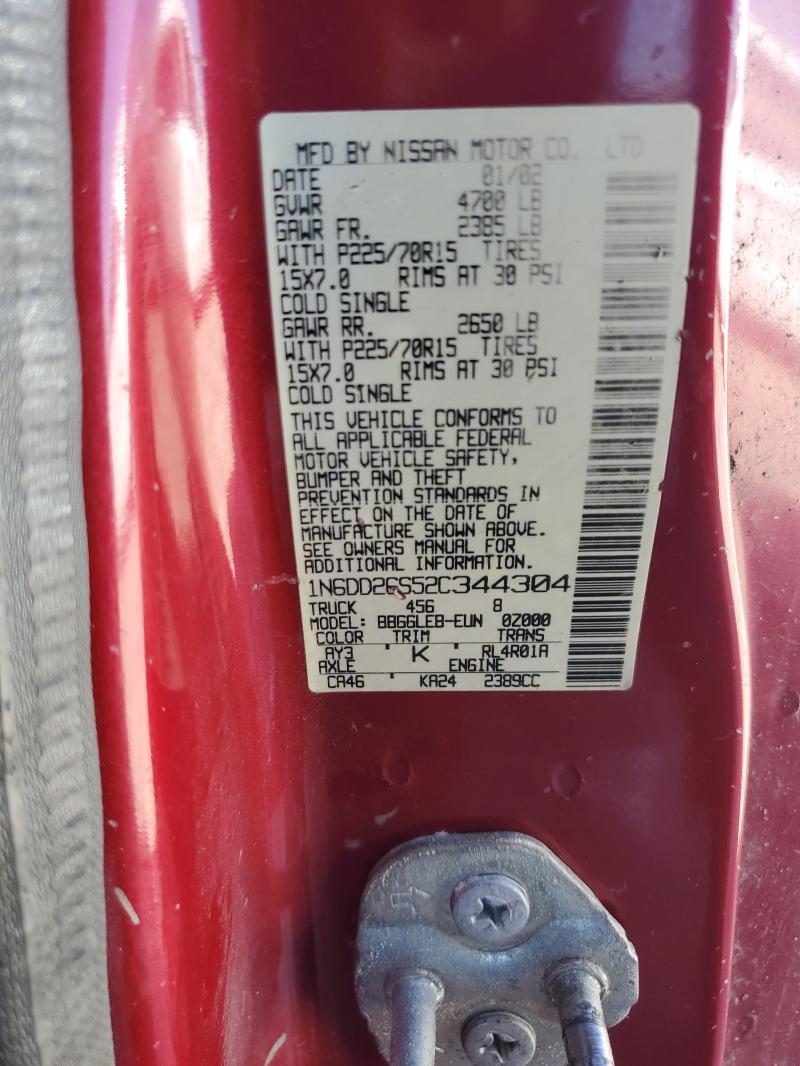 MFD BY NISSAN MOTOR CO. LTD
DATE 01/02
GVWR 4700 LB
GAWR FR. 2385 LB
WITH P225/70R15 TIRES
15X7.0 RIMS AT 30 PSI
COLD SINGLE
GAWR RR. 2650 LB
WITH P225/70R15 TIRES
15X7.0 RIMS AT 30 PSI
COLD SINGLE
THIS VEHICLE CONFORMS TO
ALL APPLICABLE FEDERAL
MOTOR VEHICLE SAFETY,
BUMPER AND THEFT
PREVENTION STANDARDS IN
EFFECT ON THE DATE OF
MANUFACTURE SHOWN ABOVE.
SEE OWNERS MANUAL FOR
ADDITIONAL INFORMATION.
1N6DD26S52C344304
TRUCK 456 8
MODEL: BBGGLEB-EUN 0Z000
COLOR TRIM TRANS
AY3 K RL4R01A
AXLE ENGINE
CA46 KA24 2389CC